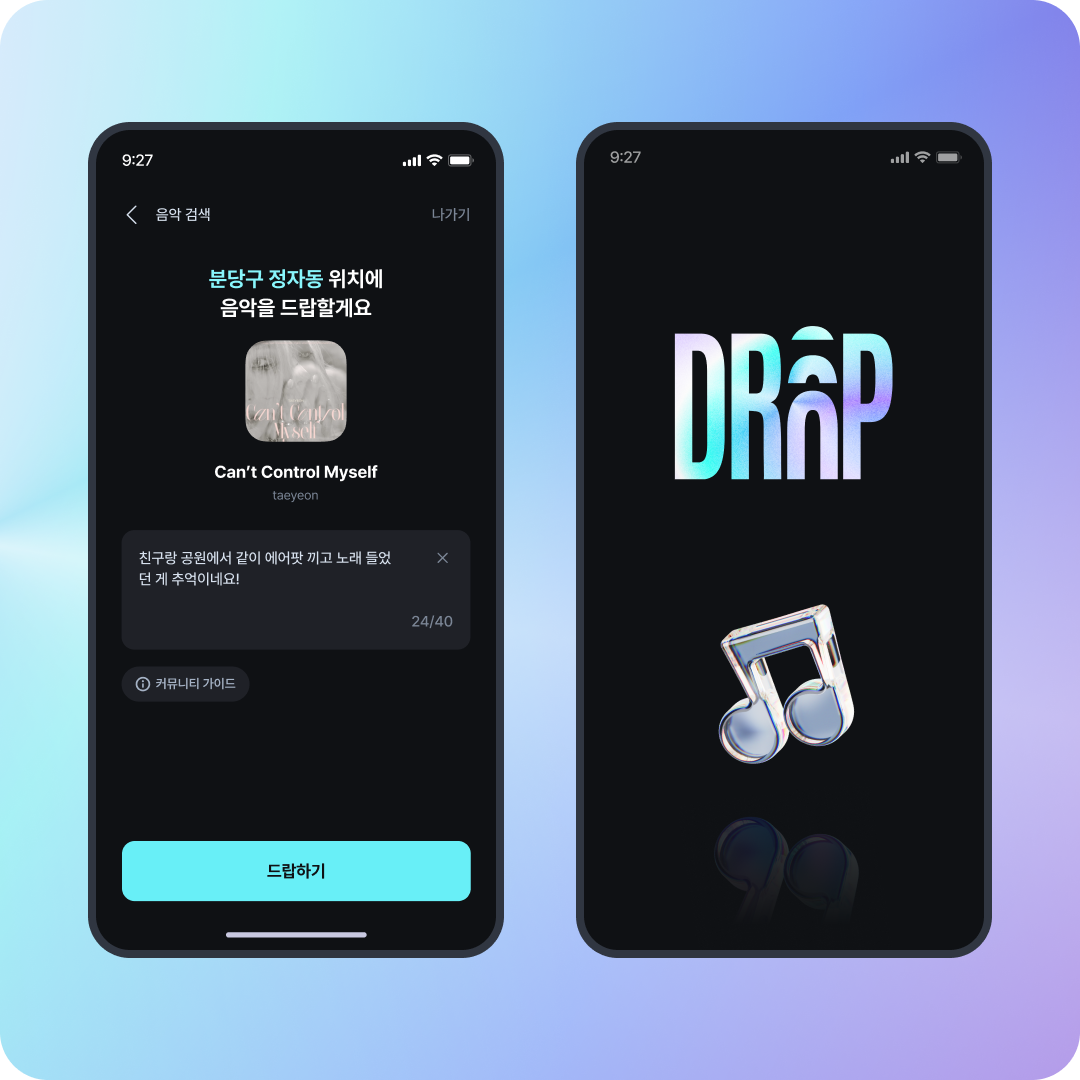 9:27
음악 검색
나가기
분당구 정자동 위치에
음악을 드랍할게요
Can't Control
Myself
Can’t Control Myself
taeyeon
친구랑 공원에서 같이 에어팟 끼고 노래 들었
던 게 추억이네요!
24/40
커뮤니티 가이드
드랍하기
9:27
DROP